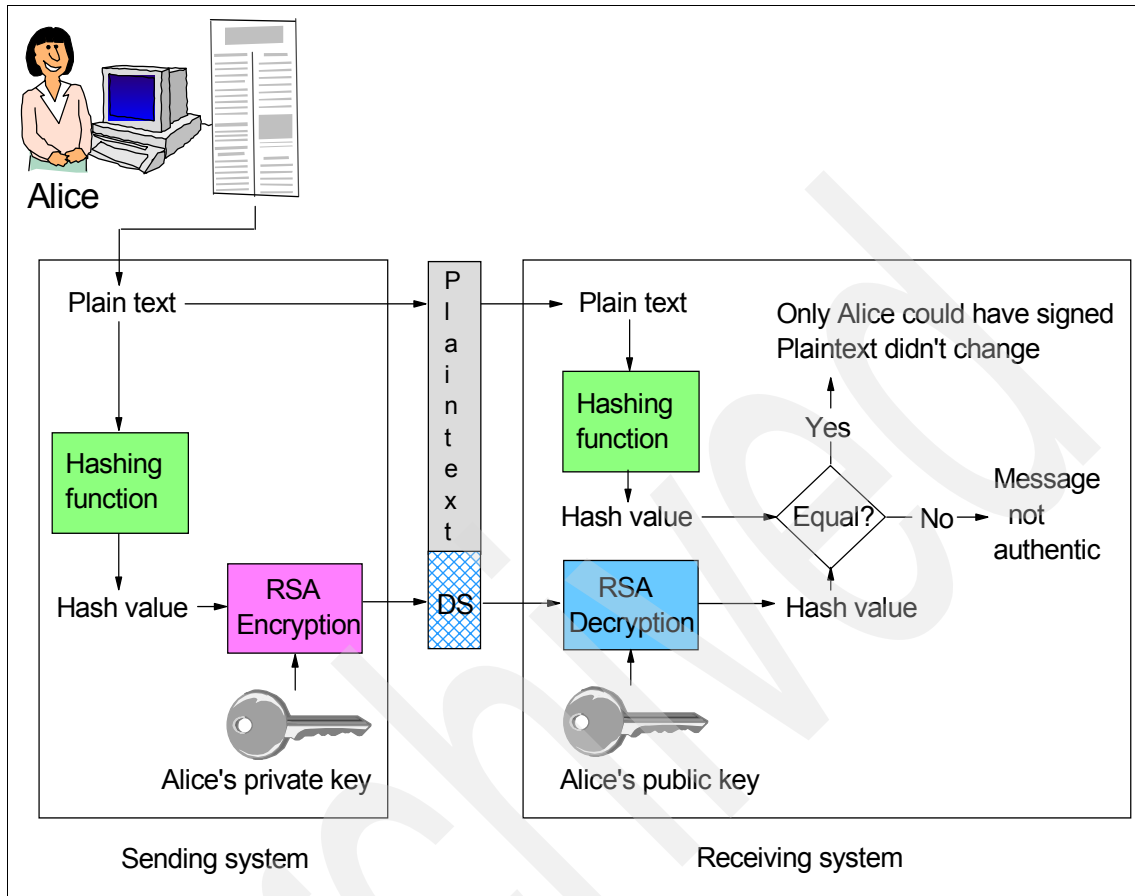 Alice
Plain text
Hashing
function
Hash value
RSA
Encryption
Alice's private key
Sending system
Plaintext
DS
Plain text
Hashing
function
Hash value
RSA
Decryption
Alice's public key
Hash value
Equal?
Yes
Only Alice could have signed
Plaintext didn't change
No
Message
not
authentic
Receiving system